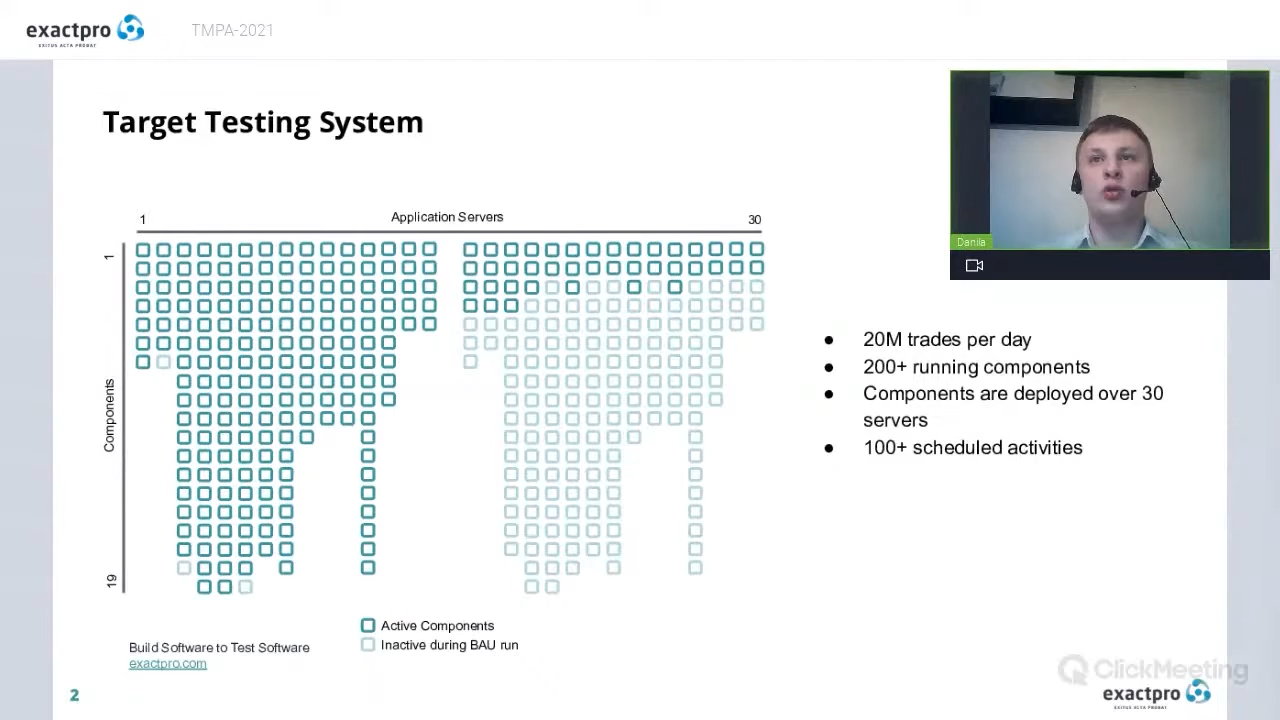 exactpro
EXITUS ACTA PROBAT
TMPA-2021
Target Testing System
Danila
1
Application Servers
30
1
Components
19
● 20M trades per day
● 200+ running components
● Components are deployed over 30
servers
● 100+ scheduled activities
Active Components
Inactive during BAU run
Build Software to Test Software
exactpro.com
2
ClickMeeting
exactpro
EXITUS ACTA PROBAT